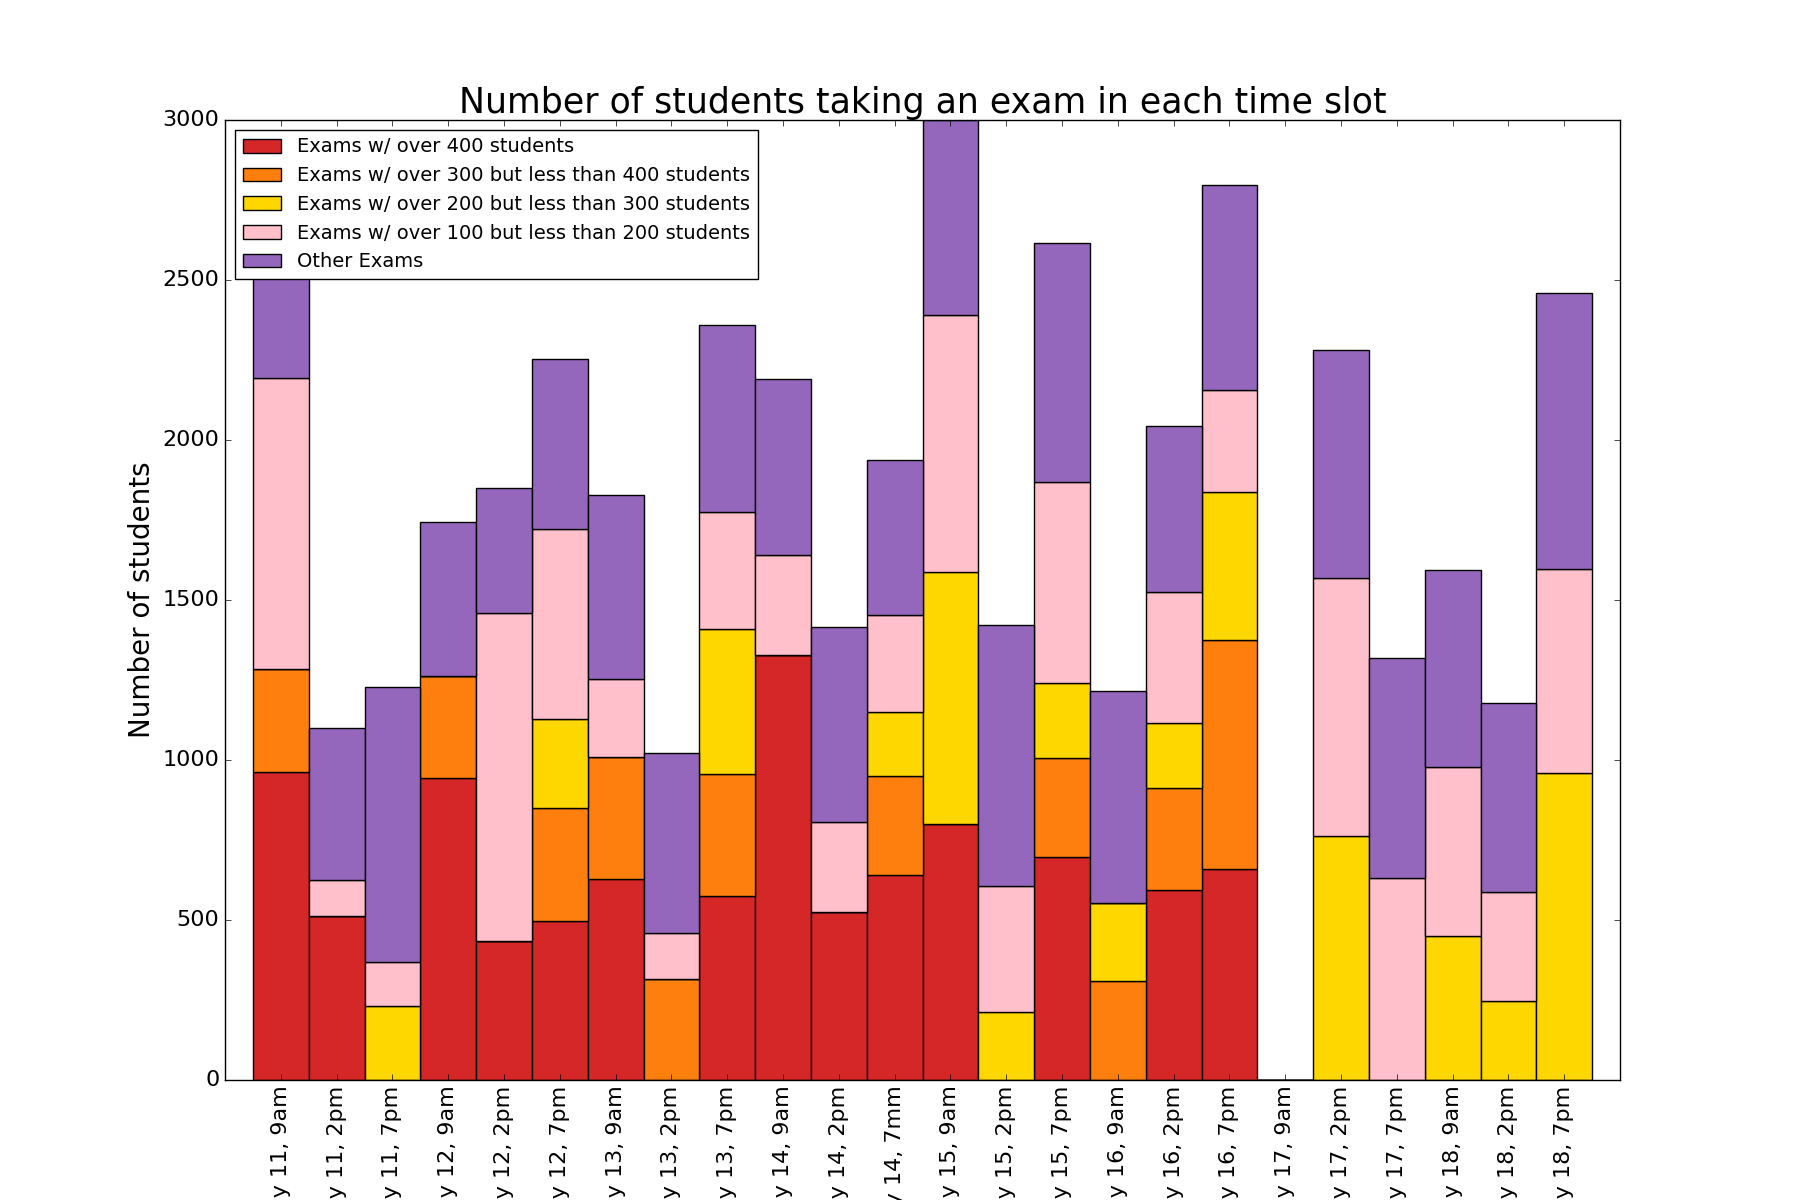 Number of students taking an exam in each time slot
3000
2500
2000
1500
1000
500
0
Number of students
Exams w/ over 400 students
Exams w/ over 300 but less than 400 students
Exams w/ over 200 but less than 300 students
Exams w/ over 100 but less than 200 students
Other Exams
y 11, 9am
y 11, 2pm
y 11, 7pm
y 12, 9am
y 12, 2pm
y 12, 7pm
y 13, 9am
y 13, 2pm
y 13, 7pm
y 14, 9am
y 14, 2pm
y 14, 7mm
y 15, 9am
y 15, 2pm
y 15, 7pm
y 16, 9am
y 16, 2pm
y 16, 7pm
y 17, 9am
y 17, 2pm
y 17, 7pm
y 18, 9am
y 18, 2pm
y 18, 7pm